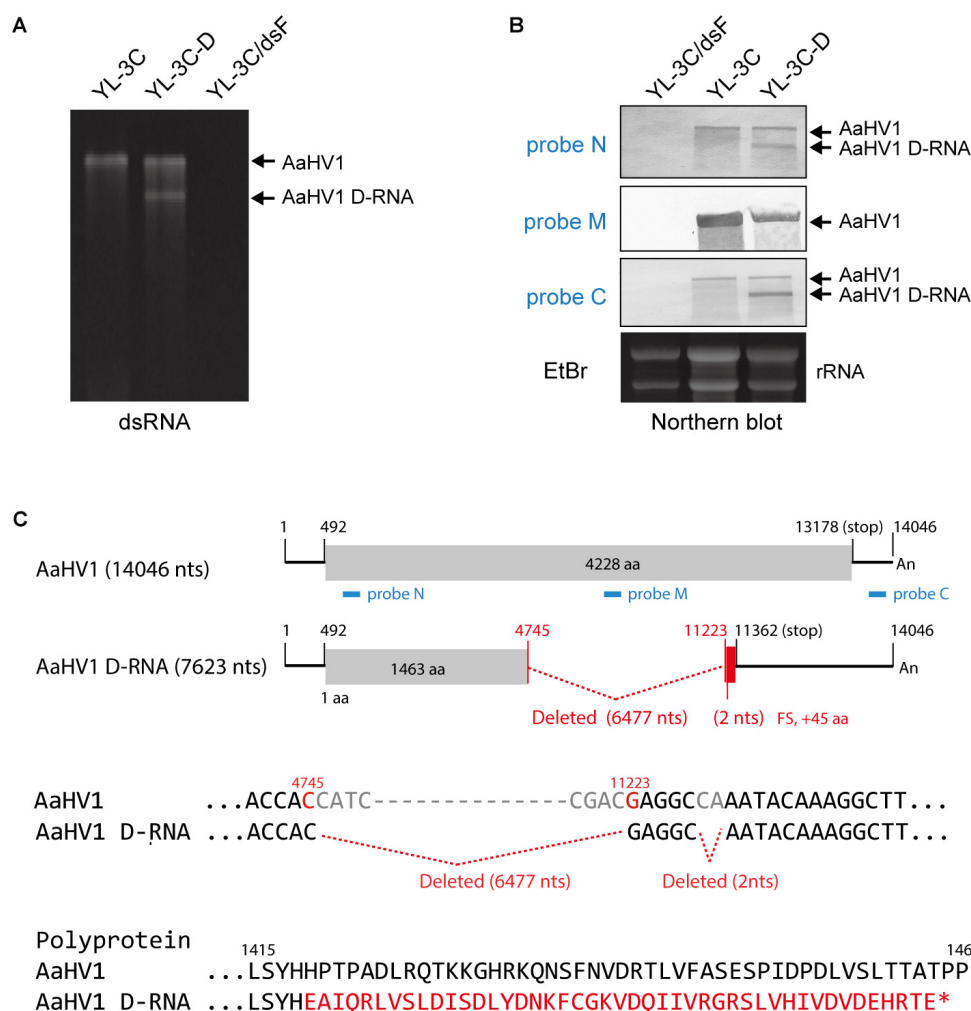 A
YL-3C
YL-3C-D
YL-3C/dsF
AaHV1
AaHV1 D-RNA
dsRNA
B
YL-3C/dsF
YL-3C
YL-3C-D
probe N
AaHV1
AaHV1 D-RNA
probe M
AaHV1
probe C
AaHV1
AaHV1 D-RNA
EtBr
rRNA
Northern blot
C
1 492 13178 (stop) 14046
AaHV1 (14046 nts) 4228 aa An
probe N probe M probe C
1 492 4745 11223 11362 (stop) 14046
AaHV1 D-RNA (7623 nts) 1463 aa An
1 aa
Deleted (6477 nts) (2 nts) FS, +45 aa
4745 11223
AaHV1 ...ACCACCATC--------------CGACGAGGCCAAATACAAAGGCTT...
AaHV1 D-RNA ...ACCAC GAGGC AATACAAAGGCTT...
Deleted (6477 nts) Deleted (2nts)
Polyprotein
1415 146
AaHV1 ...LSYHHPTPADLRQTKKGHRKQNSFNVDRTLVFASESPIDPDLVSLTTATPP
AaHV1 D-RNA ...LSYHEAIQRLVSLDISDLYDNKFCGKVDQIIVRGRSLVHIVDVDEHRTE*